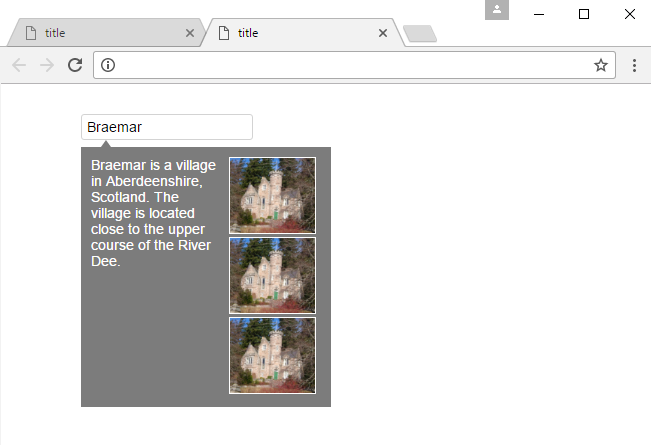 title
title
Braemar
Braemar is a village
in Aberdeenshire,
Scotland. The
village is located
close to the upper
course of the River
Dee.